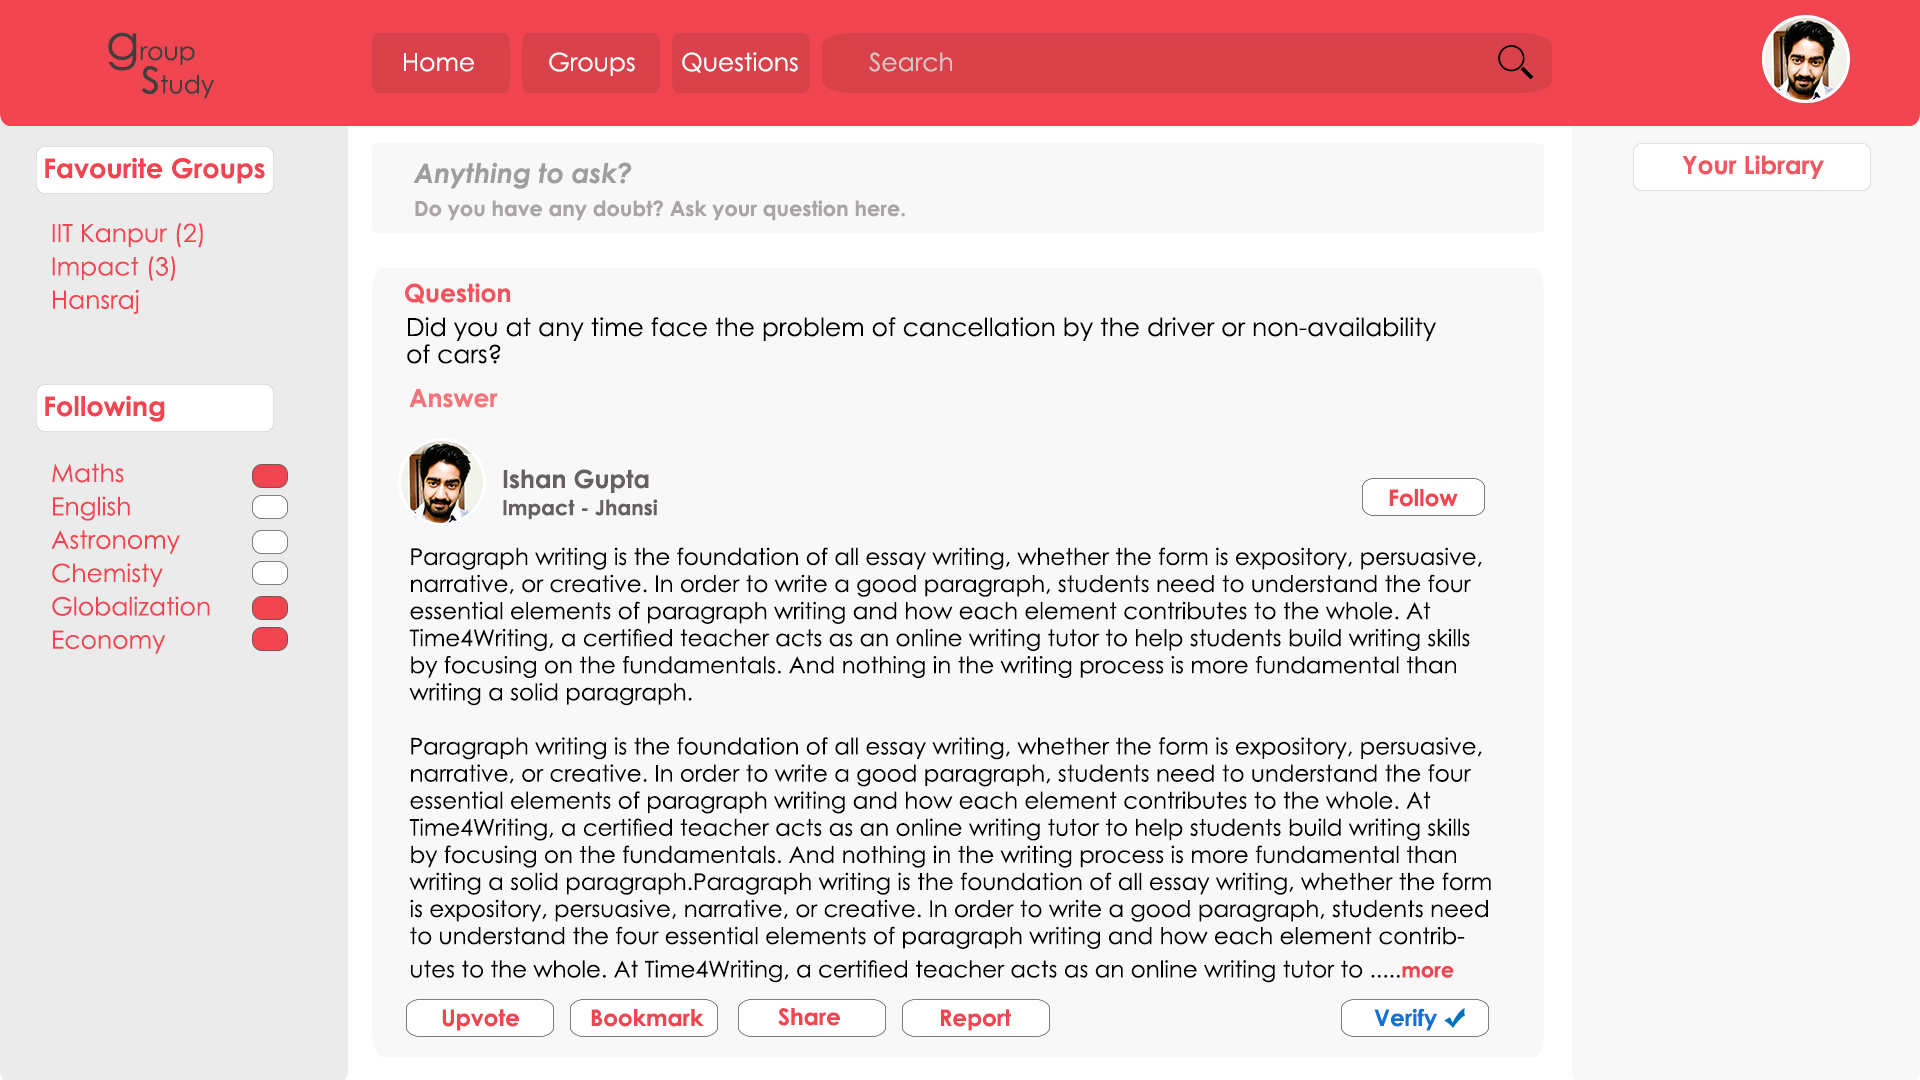 group
Study
Home
Groups
Questions
Search
Favourite Groups
IIT Kanpur (2)
Impact (3)
Hansraj
Following
Maths
English
Astronomy
Chemisty
Globalization
Economy
Anything to ask?
Do you have any doubt? Ask your question here.
Question
Did you at any time face the problem of cancellation by the driver or non-availability
of cars?
Answer
Ishan Gupta
Impact - Jhansi
Follow
Paragraph writing is the foundation of all essay writing, whether the form is expository, persuasive,
narrative, or creative. In order to write a good paragraph, students need to understand the four
essential elements of paragraph writing and how each element contributes to the whole. At
Time4Writing, a certified teacher acts as an online writing tutor to help students build writing skills
by focusing on the fundamentals. And nothing in the writing process is more fundamental than
writing a solid paragraph.
Paragraph writing is the foundation of all essay writing, whether the form is expository, persuasive,
narrative, or creative. In order to write a good paragraph, students need to understand the four
essential elements of paragraph writing and how each element contributes to the whole. At
Time4Writing, a certified teacher acts as an online writing tutor to help students build writing skills
by focusing on the fundamentals. And nothing in the writing process is more fundamental than
writing a solid paragraph.Paragraph writing is the foundation of all essay writing, whether the form
is expository, persuasive, narrative, or creative. In order to write a good paragraph, students need
to understand the four essential elements of paragraph writing and how each element contrib-
utes to the whole. At Time4Writing, a certified teacher acts as an online writing tutor to .....more
Upvote
Bookmark
Share
Report
Verify
Your Library